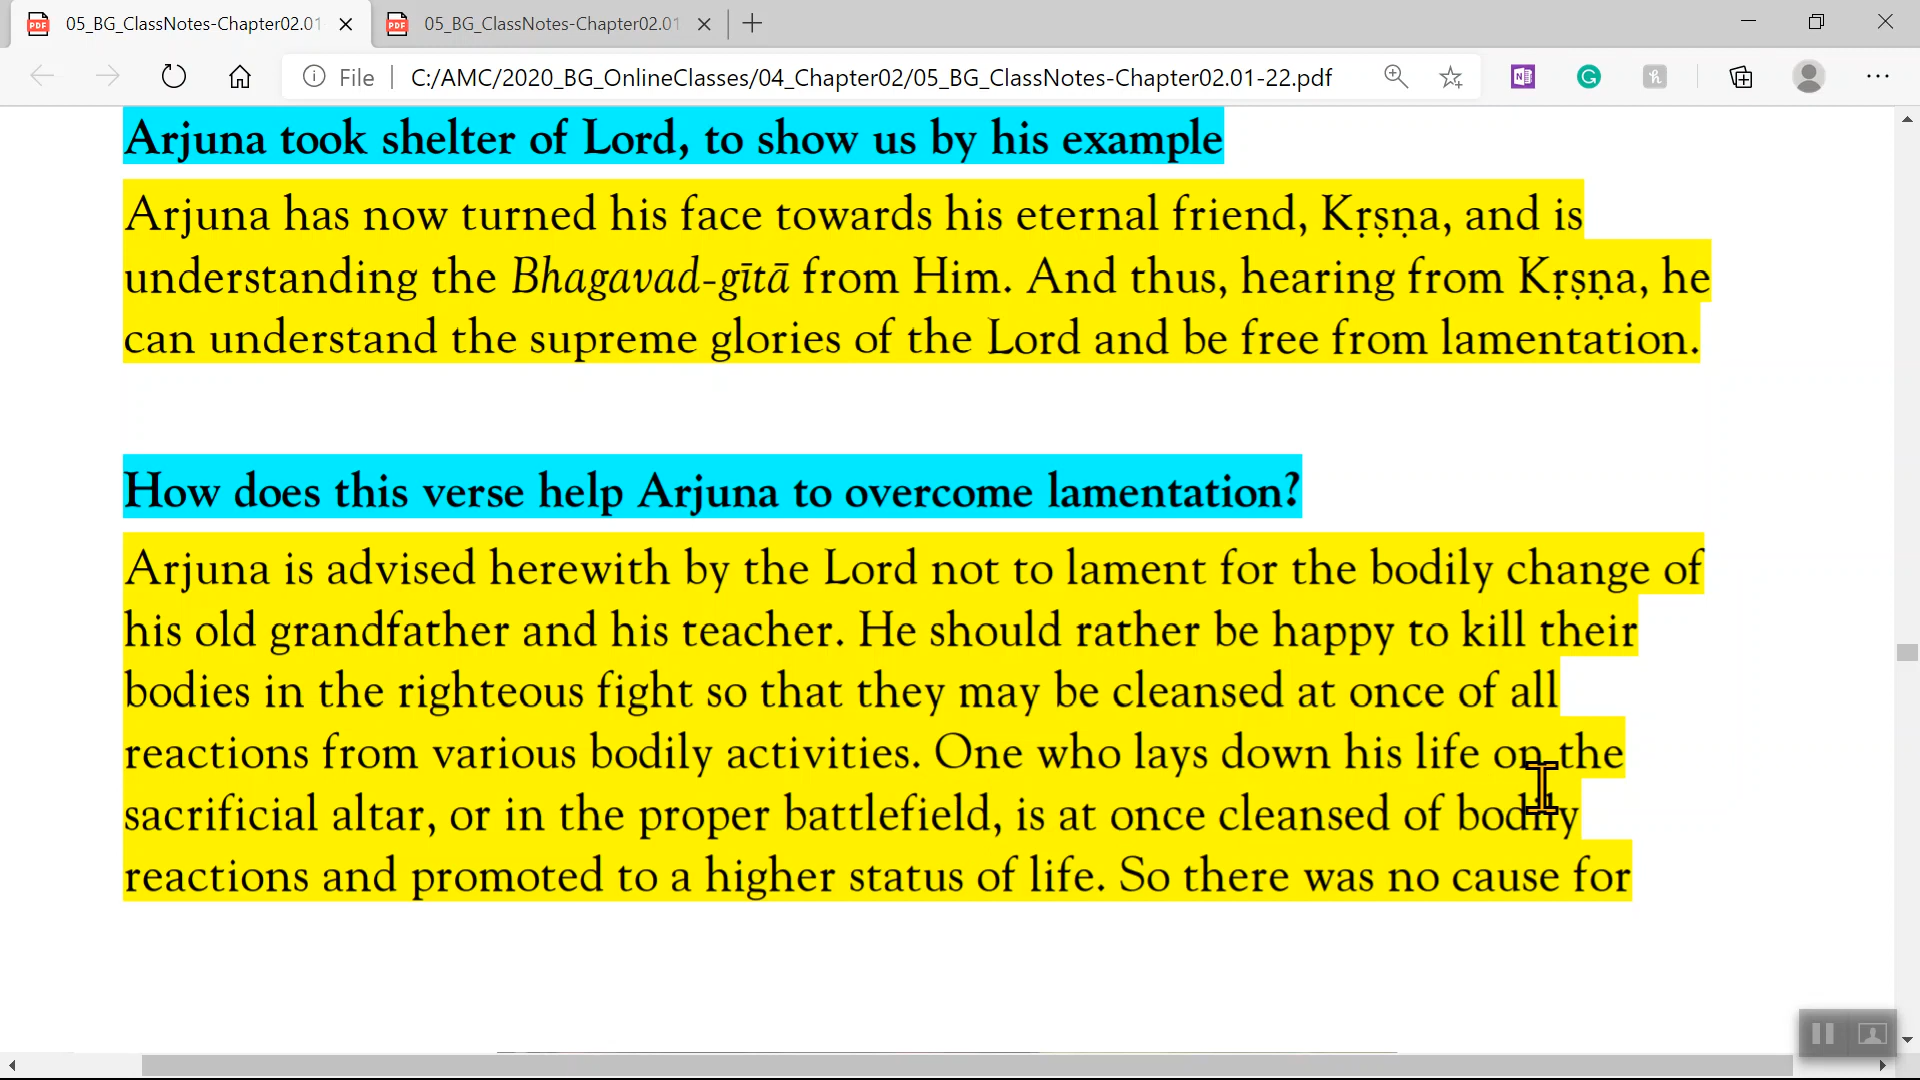 05_BG_ClassNotes-Chapter02.01
05_BG_ClassNotes-Chapter02.01
File
C:/AMC/2020_BG_OnlineClasses/04_Chapter02/05_BG_ClassNotes-Chapter02.01-22.pdf
Arjuna took shelter of Lord, to show us by his example
Arjuna has now turned his face towards his eternal friend, Kṛṣṇa, and is
understanding the Bhagavad-gītā from Him. And thus, hearing from Kṛṣṇa, he
can understand the supreme glories of the Lord and be free from lamentation.
How does this verse help Arjuna to overcome lamentation?
Arjuna is advised herewith by the Lord not to lament for the bodily change of
his old grandfather and his teacher. He should rather be happy to kill their
bodies in the righteous fight so that they may be cleansed at once of all
reactions from various bodily activities. One who lays down his life on the
sacrificial altar, or in the proper battlefield, is at once cleansed of bodily
reactions and promoted to a higher status of life. So there was no cause for